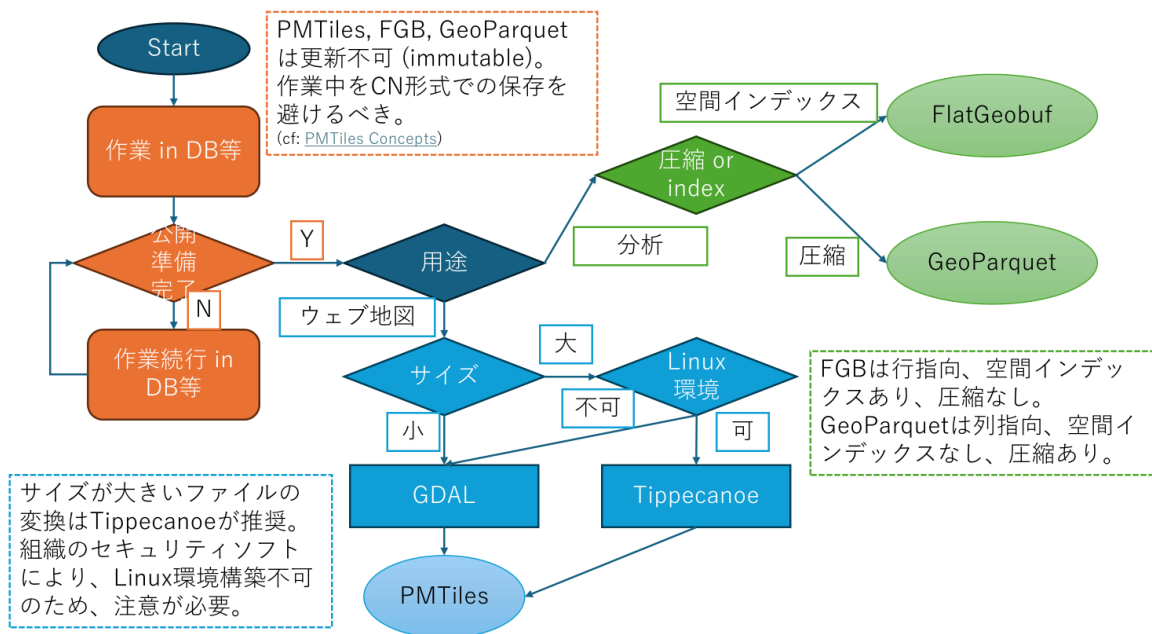 Start
PMTiles, FGB, GeoParquet
は更新不可 (immutable)。
作業中をCN形式での保存を
避けるべき。
(cf: PMTiles Concepts)
作業 in DB等
公開
準備
完了
Y
N
作業続行 in
DB等
用途
分析
圧縮 or
index
空間インデックス
FlatGeobuf
圧縮
GeoParquet
ウェブ地図
サイズ
大
Linux
環境
不可
小
可
GDAL
Tippecanoe
PMTiles
FGBは行指向、空間インデッ
クスあり、圧縮なし。
GeoParquetは列指向、空間イ
ンデックスなし、圧縮あり。
サイズが大きいファイルの
変換はTippecanoeが推奨。
組織のセキュリティソフト
により、Linux環境構築不可
のため、注意が必要。